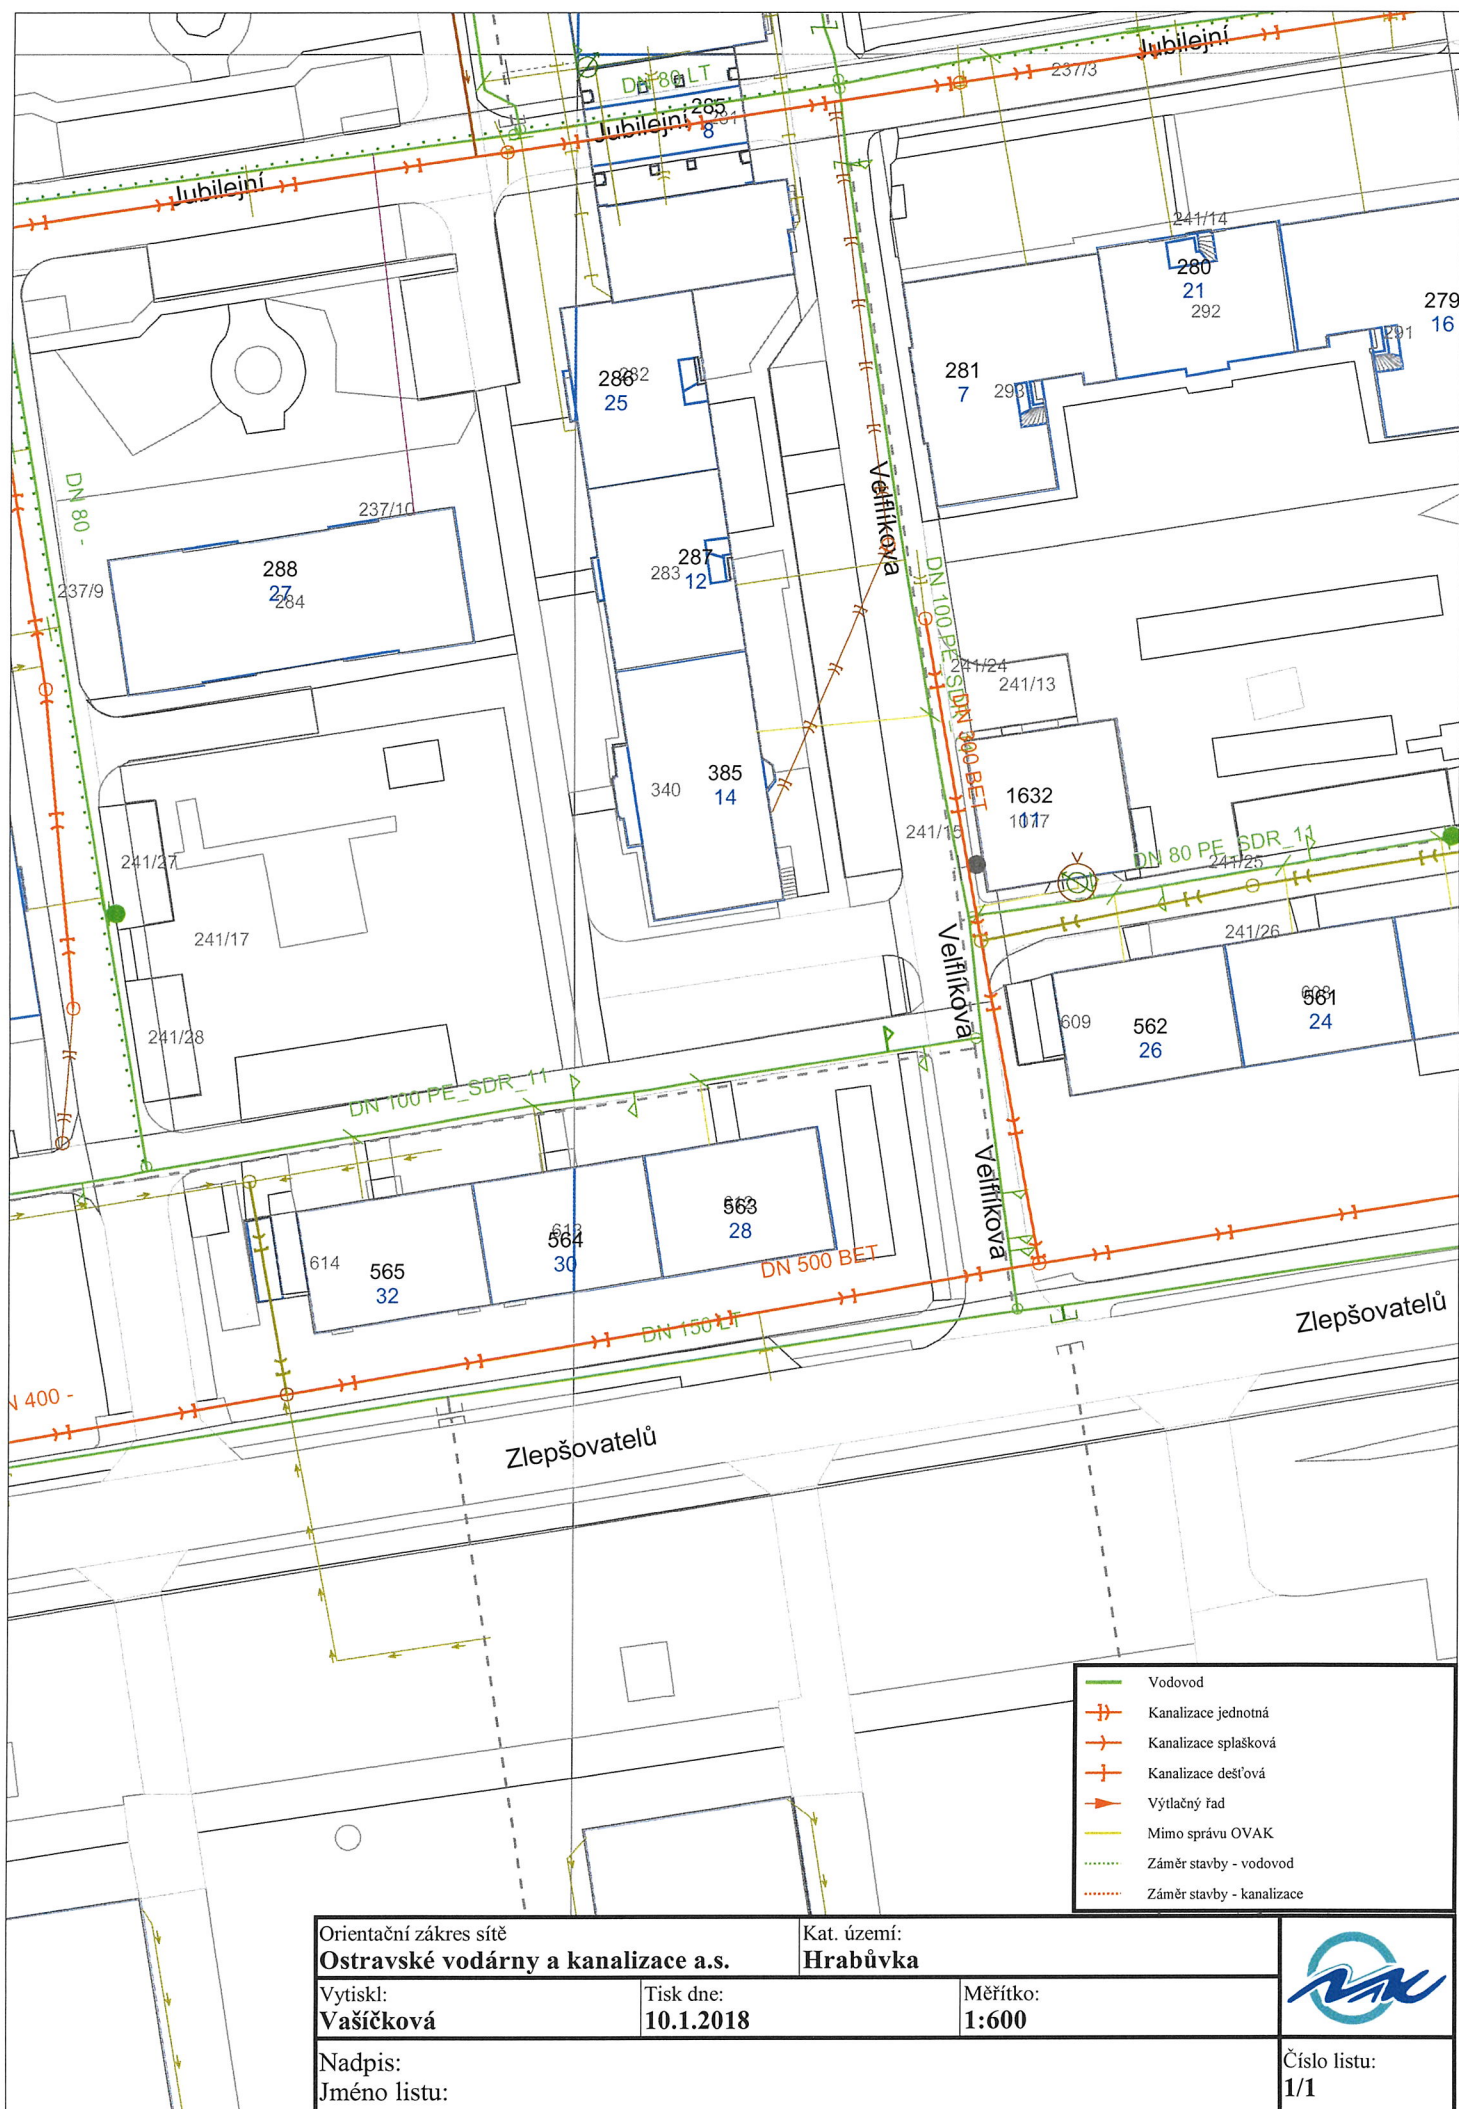 Jubilejní
237/3
DN 80 LT
285
281
Jubilejní
8
Jubilejní
241/14
280
21
292
279
16
291
286
282
25
281
7
293
Velflíkova
DN 80 -
237/10
288
27
284
237/9
287
283
12
DN 100 PE_SDR_
241/24
241/13
DN 300 BET
385
340
14
1632
1077
11
241/15
DN 80 PE_SDR_11
241/25
241/27
241/17
Velflíkova
241/26
609
562
26
608
561
24
241/28
DN 100 PE_SDR_11
Velflíkova
563
28
613
564
30
614
565
32
DN 500 BET
DN 150 LT
Zlepšovatelů
N 400 -
Zlepšovatelů
Vodovod
Kanalizace jednotná
Kanalizace splašková
Kanalizace dešťová
Výtlačný řad
Mimo správu OVAK
Záměr stavby - vodovod
Záměr stavby - kanalizace
Orientační zákres sítě
Ostravské vodárny a kanalizace a.s.
Kat. území:
Hrabůvka
Vytiskl:
Vašíčková
Tisk dne:
10.1.2018
Měřítko:
1:600
Nadpis:
Jméno listu:
Číslo listu:
1/1